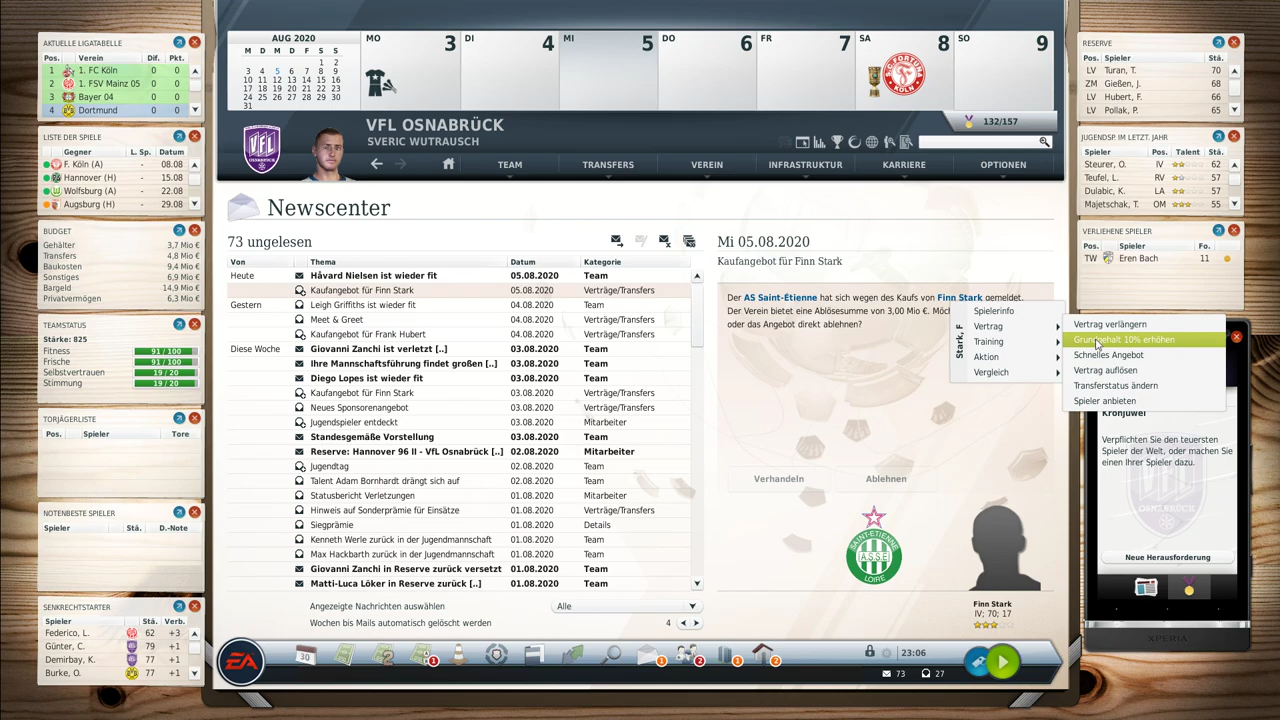 AKTUELLE LIGATABELLE
Pos. Verein Dif. Pkt.
1 1. FC Köln 0 0
2 1. FSV Mainz 05 0 0
3 Bayer 04 0 0
4 Dortmund 0 0
LISTE DER SPIELE
Gegner L. Sp. Datum
F. Köln (A) - 08.08
Hannover (H) - 15.08
Wolfsburg (A) - 22.08
Augsburg (H) - 29.08
BUDGET
Gehälter 3,7 Mio €
Transfers 4,8 Mio €
Baukosten 9,4 Mio €
Sonstiges 6,9 Mio €
Bargeld 14,9 Mio €
Privatvermögen 6,3 Mio €
TEAMSTATUS
Stärke: 825
Fitness 91 / 100
Frische 91 / 100
Selbstvertrauen 19 / 20
Stimmung 19 / 20
TORJÄGERLISTE
Pos. Spieler Tore
NOTENBESTE SPIELER
Spieler Stä. D.-Note
SENKRECHTSTARTER
Spieler Stä. Verb.
Federico, L. 62 +3
Günter, C. 79 +1
Demirbay, K. 77 +1
Burke, O. 77 +1
AUG 2020
M D M D F S S
1 2
3 4 5 6 7 8 9
10 11 12 13 14 15 16
17 18 19 20 21 22 23
24 25 26 27 28 29 30
31
MO 3
DI 4
MI 5
DO 6
FR 7
SA 8
SO 9
VFL OSNABRÜCK
SVERIC WUTRAUSCH
132/157
TEAM TRANSFERS VEREIN INFRASTRUKTUR KARRIERE OPTIONEN
Newscenter
73 ungelesen
Von Thema Datum Kategorie
Heute Håvard Nielsen ist wieder fit 05.08.2020 Team
Kaufangebot für Finn Stark 05.08.2020 Verträge/Transfers
Gestern Leigh Griffiths ist wieder fit 04.08.2020 Team
Meet & Greet 04.08.2020 Verträge/Transfers
Kaufangebot für Frank Hubert 04.08.2020 Verträge/Transfers
Diese Woche Giovanni Zanchi ist verletzt [..] 03.08.2020 Team
Ihre Mannschaftsführung findet großen [..] 03.08.2020 Team
Diego Lopes ist wieder fit 03.08.2020 Team
Kaufangebot für Finn Stark 03.08.2020 Verträge/Transfers
Neues Sponsorenangebot 03.08.2020 Verträge/Transfers
Jugendspieler entdeckt 03.08.2020 Mitarbeiter
Standesgemäße Vorstellung 03.08.2020 Team
Reserve: Hannover 96 II - VfL Osnabrück [..] 02.08.2020 Mitarbeiter
Jugendtag 02.08.2020 Team
Talent Adam Bornhardt drängt sich auf 02.08.2020 Team
Statusbericht Verletzungen 01.08.2020 Mitarbeiter
Hinweis auf Sonderprämie für Einsätze 01.08.2020 Verträge/Transfers
Siegprämie 01.08.2020 Details
Kenneth Werle zurück in der Jugendmannschaft 01.08.2020 Team
Max Hackbarth zurück in der Jugendmannschaft 01.08.2020 Team
Giovanni Zanchi in Reserve zurück versetzt 01.08.2020 Team
Matti-Luca Löker in Reserve zurück [..] 01.08.2020 Team
Angezeigte Nachrichten auswählen Alle
Wochen bis Mails automatisch gelöscht werden 4
Mi 05.08.2020
Kaufangebot für Finn Stark
Der AS Saint-Étienne hat sich wegen des Kaufs von Finn Stark gemeldet.
Der Verein bietet eine Ablösesumme von 3,00 Mio €. Möch
oder das Angebot direkt ablehnen?
Stark, F
Spielerinfo
Vertrag
Training
Aktion
Vergleich
Vertrag verlängern
Grundgehalt 10% erhöhen
Schnelles Angebot
Vertrag auflösen
Transferstatus ändern
Spieler anbieten
Verhandeln Ablehnen
SAINT-ETIENNE
ASSE
LOIRE
Finn Stark
IV; 70; 17
EA
30
2
1
1
2
1
2
23:06
73 27
RESERVE
Pos. Spieler Stä.
LV Turan, T. 70
ZM Gießen, J. 68
LV Hubert, F. 66
LV Pollak, P. 65
JUGENDSP. IM LETZT. JAHR
Spieler Pos. Talent Stä.
Steurer, O. IV 62
Teufel, L. RV 57
Dulabic, K. LA 57
Majetschak, T. OM 55
VERLIEHENE SPIELER
Pos. Spieler Fo.
TW Eren Bach 11
Kronjuwel
Verpflichten Sie den teuersten
Spieler der Welt, oder machen Sie
einen Ihrer Spieler dazu.
Neue Herausforderung
XPERIA